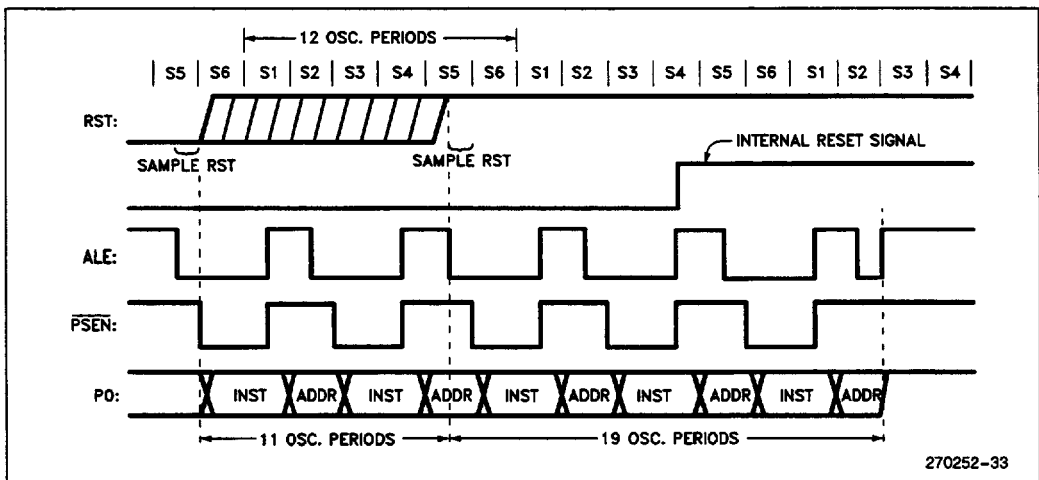 12 OSC. PERIODS
| S5 | S6 | S1 | S2 | S3 | S4 | S5 | S6 | S1 | S2 | S3 | S4 | S5 | S6 | S1 | S2 | S3 | S4
RST:
INTERNAL RESET SIGNAL
SAMPLE RST SAMPLE RST
ALE:
PSEN:
P0: INST ADDR INST ADDR INST ADDR INST ADDR INST ADDR
11 OSC. PERIODS 19 OSC. PERIODS
270252-33